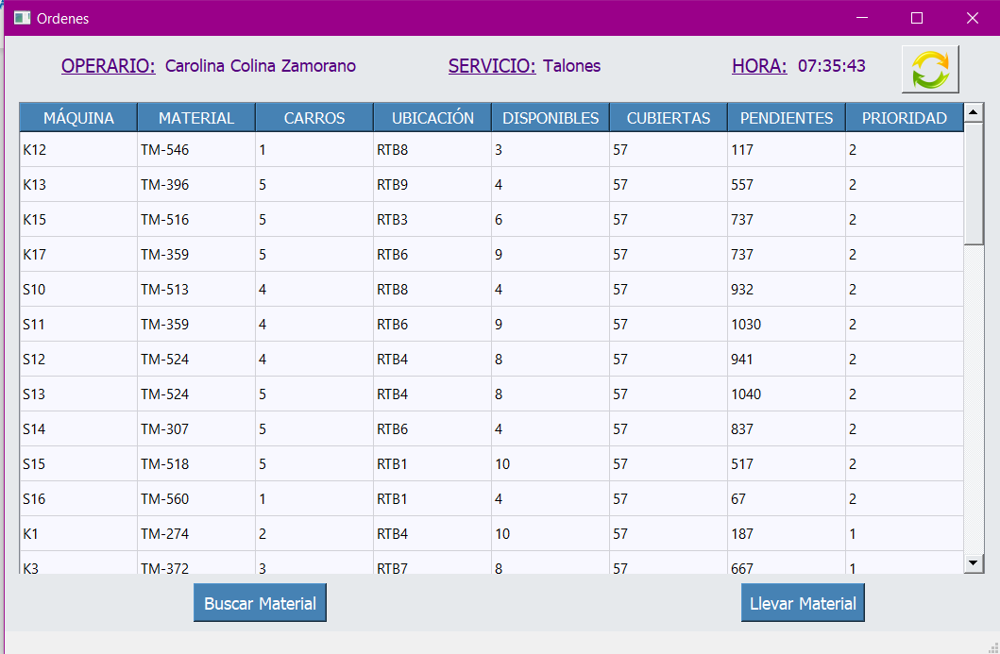 Ordenes
OPERARIO: Carolina Colina Zamorano SERVICIO: Talones HORA: 07:35:43
MÁQUINA MATERIAL CARROS UBICACIÓN DISPONIBLES CUBIERTAS PENDIENTES PRIORIDAD
K12 TM-546 1 RTB8 3 57 117 2
K13 TM-396 5 RTB9 4 57 557 2
K15 TM-516 5 RTB3 6 57 737 2
K17 TM-359 5 RTB6 9 57 737 2
S10 TM-513 4 RTB8 4 57 932 2
S11 TM-359 4 RTB6 9 57 1030 2
S12 TM-524 4 RTB4 8 57 941 2
S13 TM-524 5 RTB4 8 57 1040 2
S14 TM-307 5 RTB6 4 57 837 2
S15 TM-518 5 RTB1 10 57 517 2
S16 TM-560 1 RTB1 4 57 67 2
K1 TM-274 2 RTB4 10 57 187 1
K3 TM-372 3 RTB7 8 57 667 1
Buscar Material Llevar Material